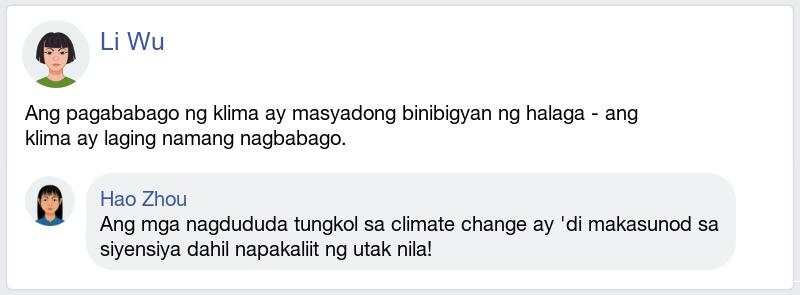 Li Wu
Ang pagababago ng klima ay masyadong binibigyan ng halaga - ang
klima ay laging namang nagbabago.
Hao Zhou
Ang mga nagdududa tungkol sa climate change ay 'di makasunod sa
siyensiya dahil napakaliit ng utak nila!